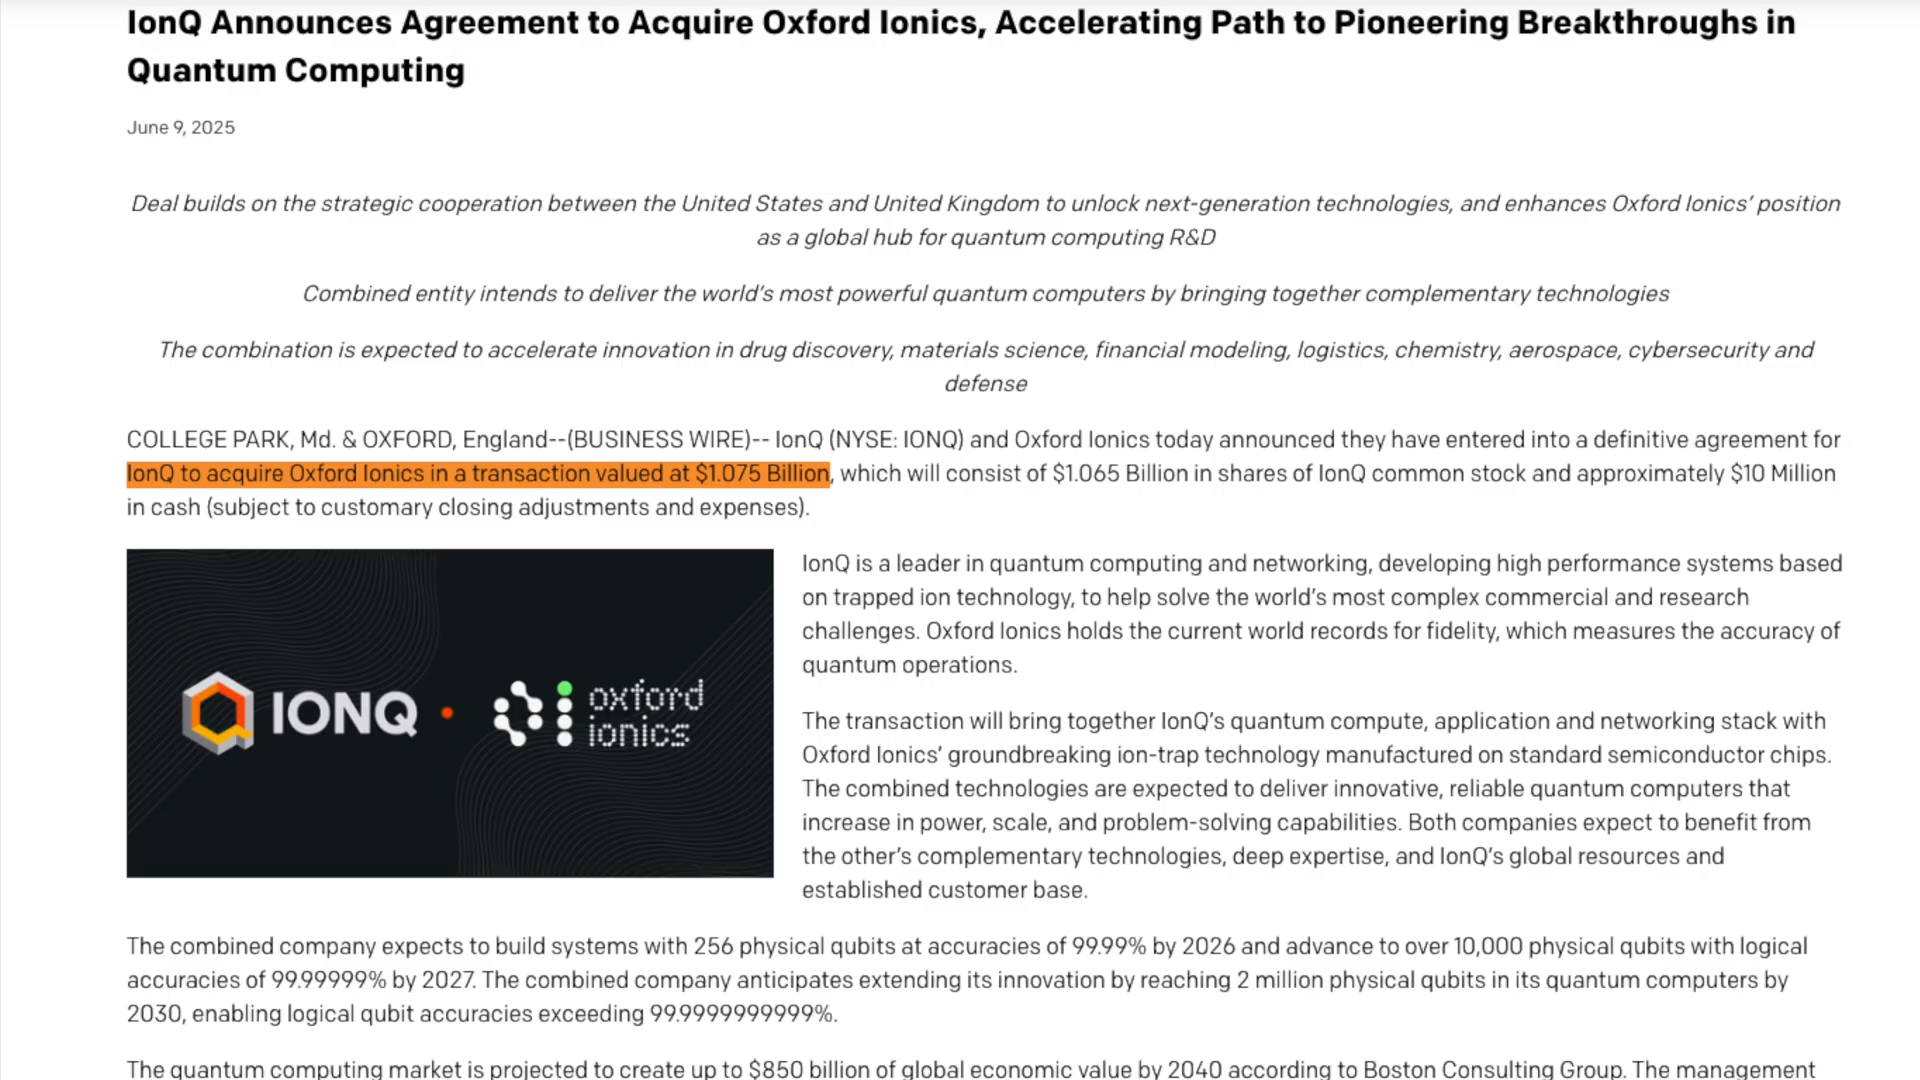 IonQ Announces Agreement to Acquire Oxford Ionics, Accelerating Path to Pioneering Breakthroughs in
Quantum Computing
June 9, 2025
Deal builds on the strategic cooperation between the United States and United Kingdom to unlock next-generation technologies, and enhances Oxford Ionics’ position
as a global hub for quantum computing R&D
Combined entity intends to deliver the world’s most powerful quantum computers by bringing together complementary technologies
The combination is expected to accelerate innovation in drug discovery, materials science, financial modeling, logistics, chemistry, aerospace, cybersecurity and
defense
COLLEGE PARK, Md. & OXFORD, England--(BUSINESS WIRE)-- IonQ (NYSE: IONQ) and Oxford Ionics today announced they have entered into a definitive agreement for
IonQ to acquire Oxford Ionics in a transaction valued at $1.075 Billion, which will consist of $1.065 Billion in shares of IonQ common stock and approximately $10 Million
in cash (subject to customary closing adjustments and expenses).
IONQ
oxford
ionics
IonQ is a leader in quantum computing and networking, developing high performance systems based
on trapped ion technology, to help solve the world’s most complex commercial and research
challenges. Oxford Ionics holds the current world records for fidelity, which measures the accuracy of
quantum operations.
The transaction will bring together IonQ’s quantum compute, application and networking stack with
Oxford Ionics’ groundbreaking ion-trap technology manufactured on standard semiconductor chips.
The combined technologies are expected to deliver innovative, reliable quantum computers that
increase in power, scale, and problem-solving capabilities. Both companies expect to benefit from
the other’s complementary technologies, deep expertise, and IonQ’s global resources and
established customer base.
The combined company expects to build systems with 256 physical qubits at accuracies of 99.99% by 2026 and advance to over 10,000 physical qubits with logical
accuracies of 99.99999% by 2027. The combined company anticipates extending its innovation by reaching 2 million physical qubits in its quantum computers by
2030, enabling logical qubit accuracies exceeding 99.9999999999%.
The quantum computing market is projected to create up to $850 billion of global economic value by 2040 according to Boston Consulting Group. The management